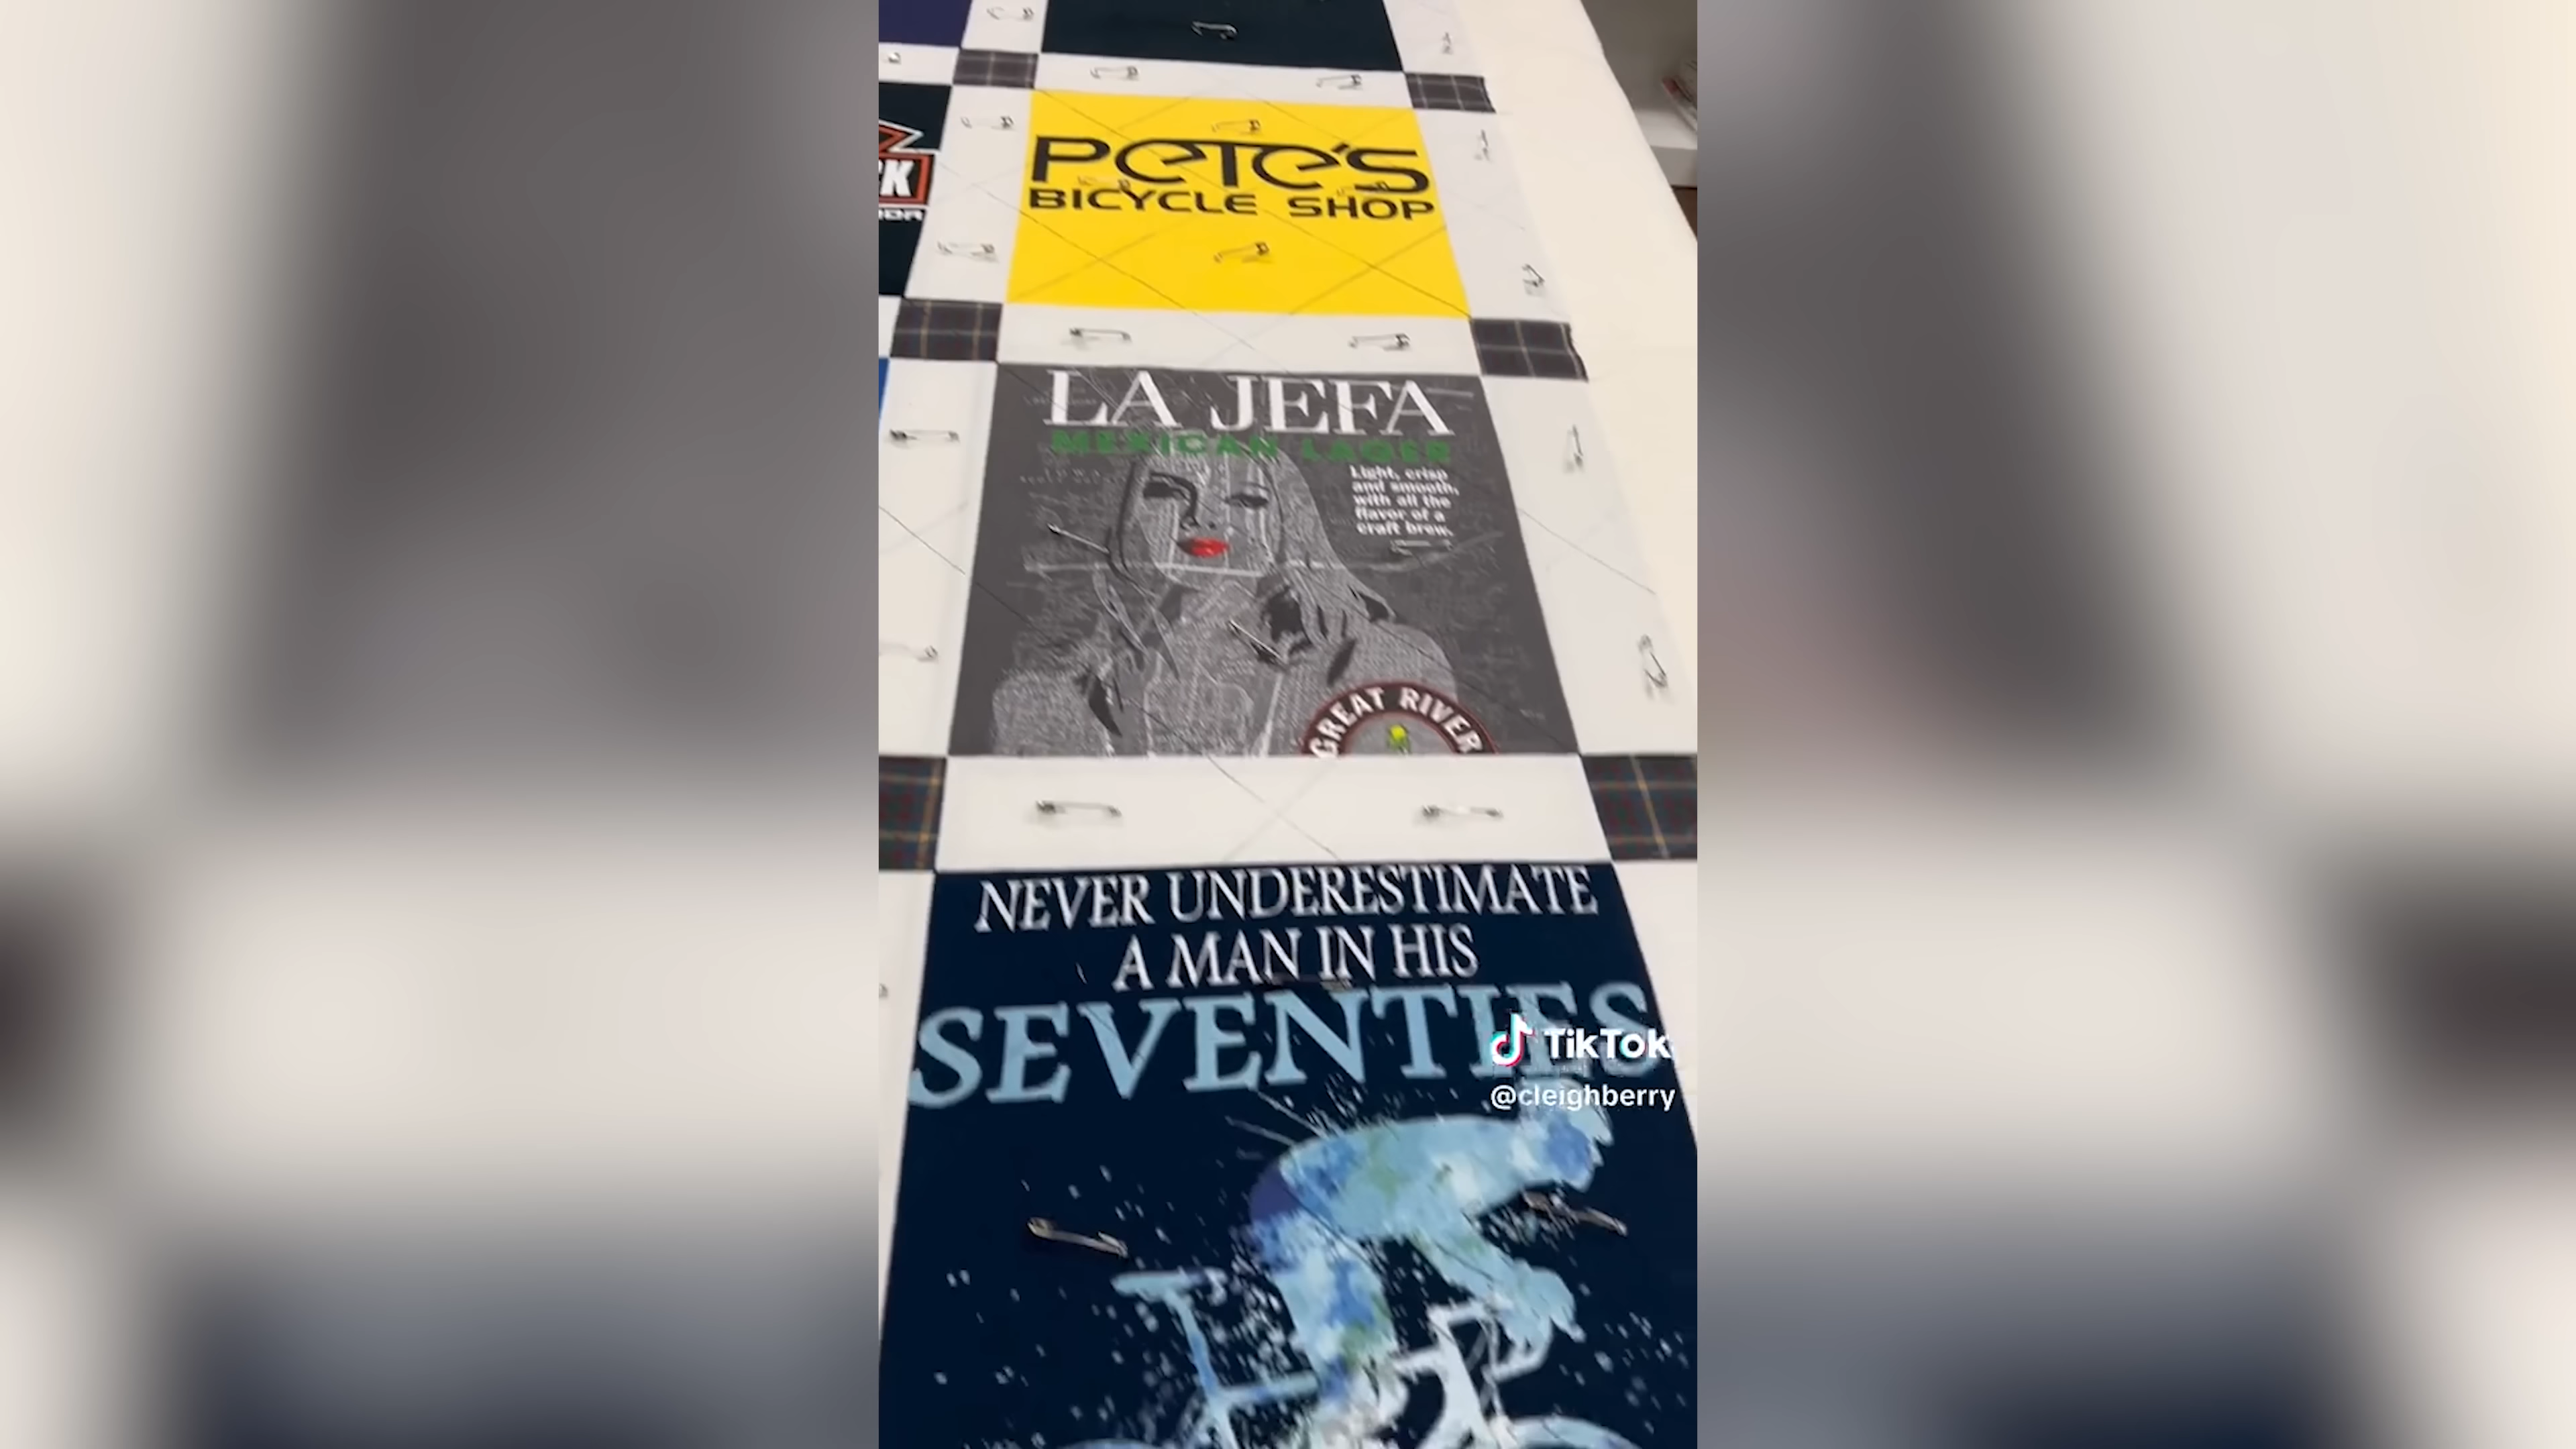 PETE'S
BICYCLE SHOP
LA JEFA
MEXICAN LAGER
Light, crisp
and smooth,
with all the
flavor of a
craft brew.
GREAT RIVER
NEVER UNDERESTIMATE
A MAN IN HIS
SEVENTIES
TikTok
@cleighberry